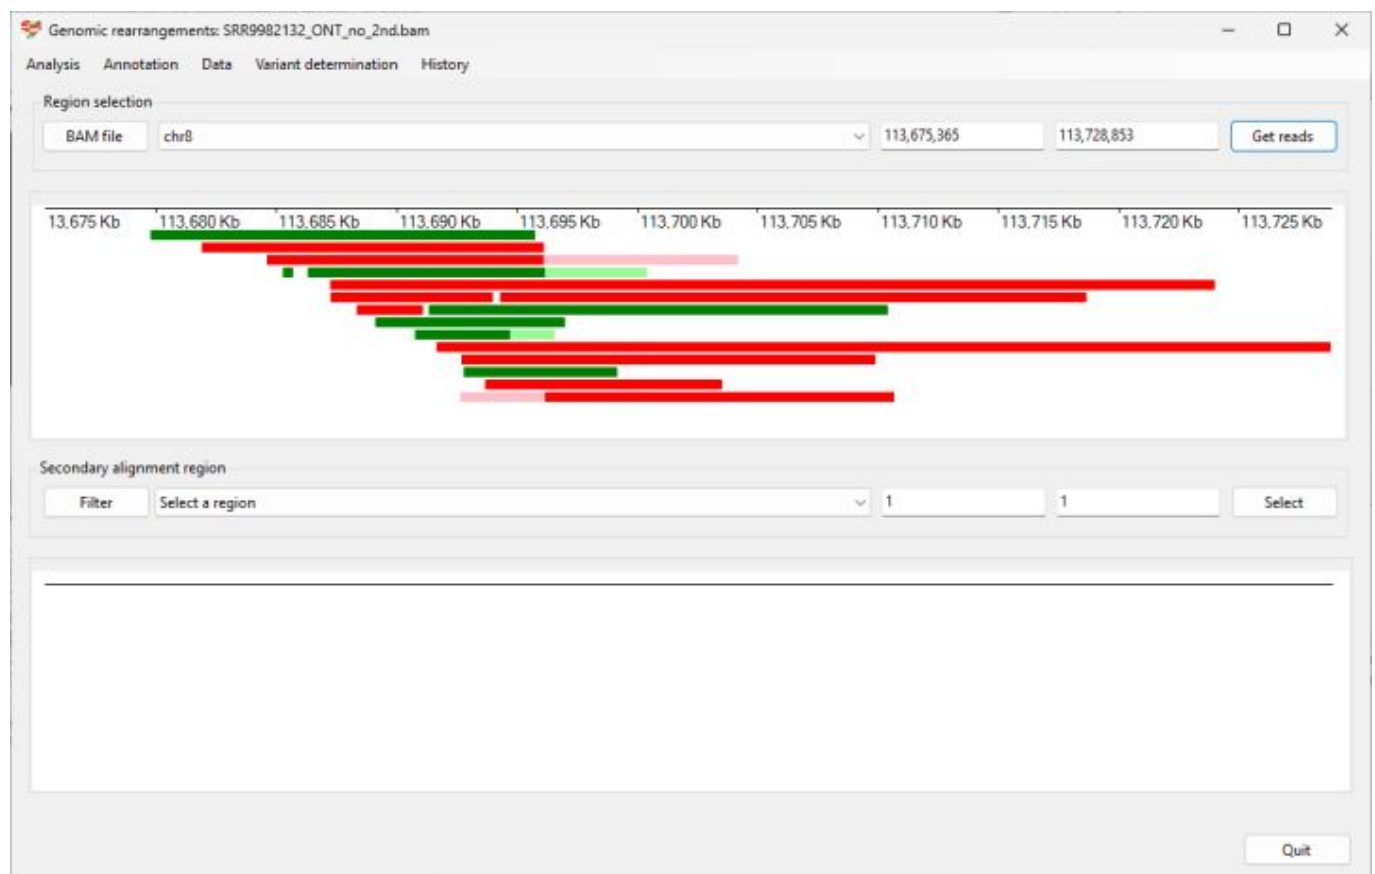 Genomic rearrangements: SRR9982132_ONT_no_2nd.bam
Analysis Annotation Data Variant determination History
Region selection
BAM file chr8 113,675,365 113,728,853 Get reads
13,675 Kb 113,680 Kb 113,685 Kb 113,690 Kb 113,695 Kb 113,700 Kb 113,705 Kb 113,710 Kb 113,715 Kb 113,720 Kb 113,725 Kb
Secondary alignment region
Filter Select a region 1 1 Select
Quit